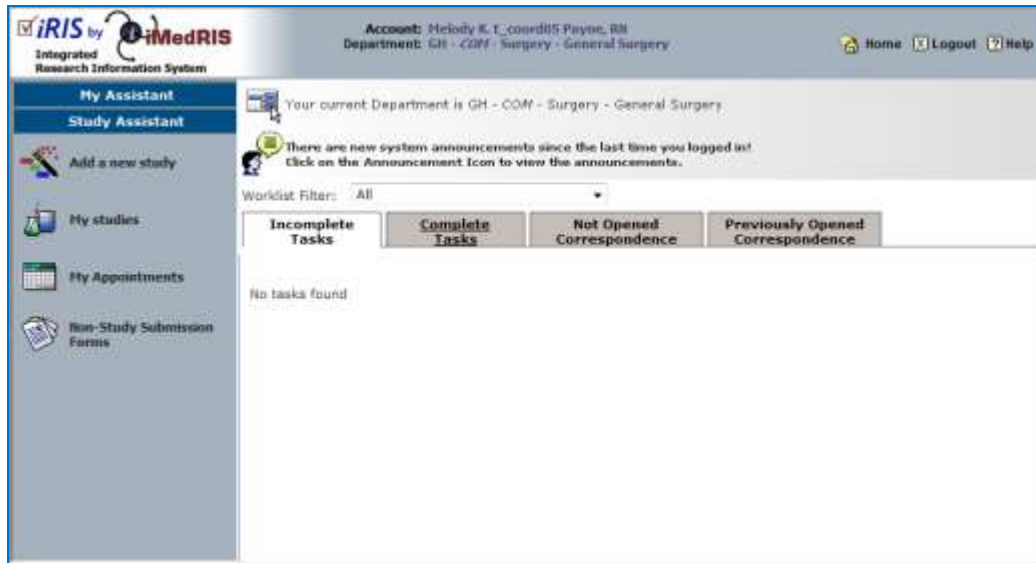 iRIS by iMedRIS
Integrated
Research Information System
Account: Melody K. t_coordIIS Payne, RN
Department: GH - COM - Surgery - General Surgery
Home Logout Help
My Assistant
Study Assistant
Add a new study
My studies
My Appointments
Non-Study Submission
Forms
Your current Department is GH - COM - Surgery - General Surgery
There are new system announcements since the last time you logged in!
Click on the Announcement Icon to view the announcements.
Worklist Filter: All
Incomplete
Tasks
Complete
Tasks
Not Opened
Correspondence
Previously Opened
Correspondence
No tasks found